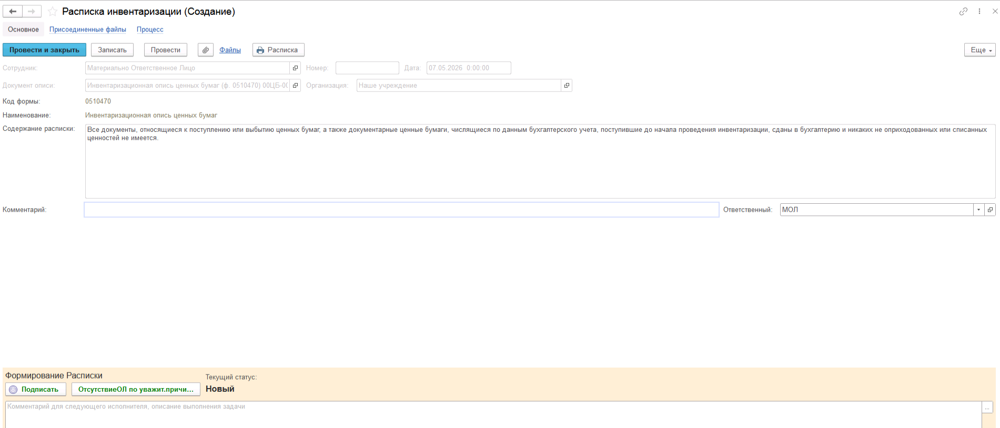 Расписка инвентаризации (Создание)
Основное Присоединенные файлы Процесс
Провести и закрыть Записать Провести Файлы Расписка Еще
Сотрудник: Материально Ответственное Лицо Номер: Дата: 07.05.2026 0:00:00
Документ описи: Инвентаризационная опись ценных бумаг (ф. 0510470) 00ЦБ-00 Организация: Наше учреждение
Код формы: 0510470
Наименование: Инвентаризационная опись ценных бумаг
Содержание расписки: Все документы, относящиеся к поступлению или выбытию ценных бумаг, а также документарные ценные бумаги, числящиеся по данным бухгалтерского учета, поступившие до начала проведения инвентаризации, сданы в бухгалтерию и никаких не оприходованных или списанных
ценностей не имеется.
Комментарий: Ответственный: МОЛ
Формирование Расписки Текущий статус:
Подписать ОтсутствиеОЛ по уважит.причи... Новый
Комментарий для следующего исполнителя, описание выполнения задачи ...